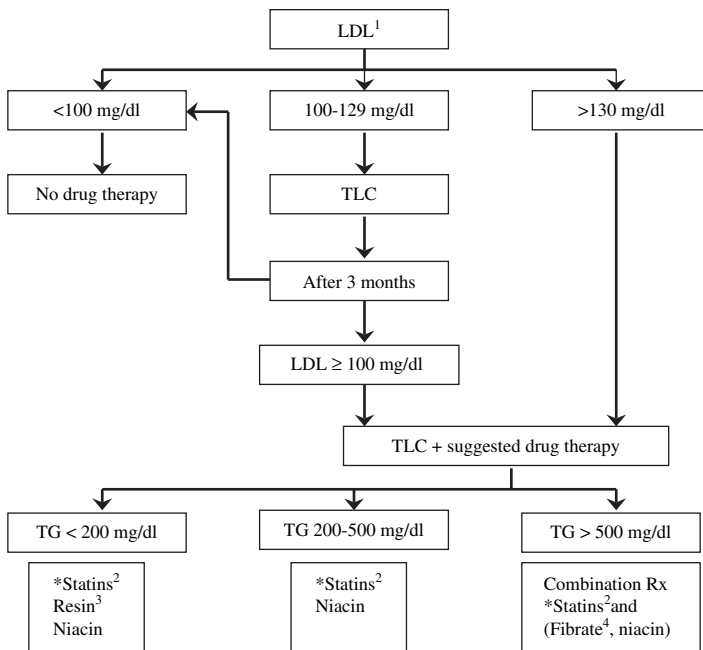 LDL¹
<100 mg/dl
100-129 mg/dl
>130 mg/dl
No drug therapy
TLC
After 3 months
LDL ≥ 100 mg/dl
TLC + suggested drug therapy
TG < 200 mg/dl
TG 200-500 mg/dl
TG > 500 mg/dl
*Statins²
Resin³
Niacin
*Statins²
Niacin
Combination Rx
*Statins²and
(Fibrate⁴, niacin)